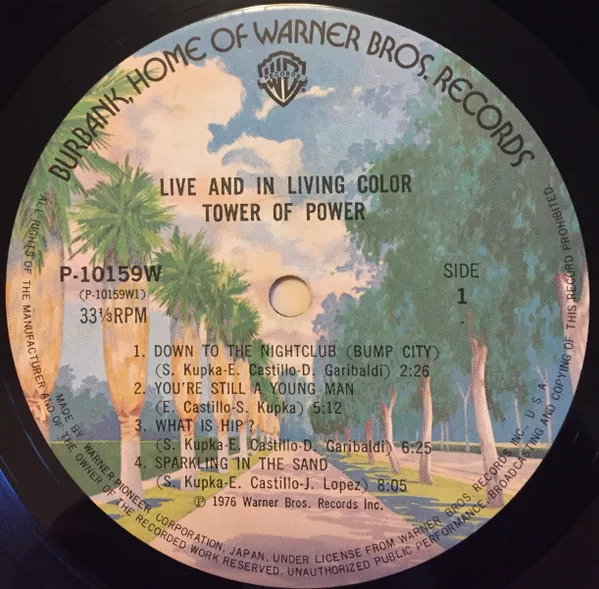 BURBANK, HOME OF WARNER BROS. RECORDS
RECORDS
LIVE AND IN LIVING COLOR
TOWER OF POWER
P-10159W
(P-10159W1)
33⅓RPM
SIDE
1
1. DOWN TO THE NIGHTCLUB (BUMP CITY)
(S. Kupka-E. Castillo-D. Garibaldi) 2:26
2. YOU'RE STILL A YOUNG MAN
(E. Castillo-S. Kupka) 5:12
3. WHAT IS HIP?
(S. Kupka-E. Castillo-D. Garibaldi) 6:25
4. SPARKLING IN THE SAND
(S. Kupka-E. Castillo-J. Lopez) 8:05
℗ 1976 Warner Bros. Records Inc.
MADE BY WARNER-PIONEER CORPORATION, JAPAN, UNDER LICENSE FROM WARNER BROS. RECORDS INC., U.S.A.
ALL RIGHTS OF THE MANUFACTURER AND OF THE OWNER OF THE RECORDED WORK RESERVED. UNAUTHORIZED PUBLIC PERFORMANCE, BROADCASTING AND COPYING OF THIS RECORD PROHIBITED.